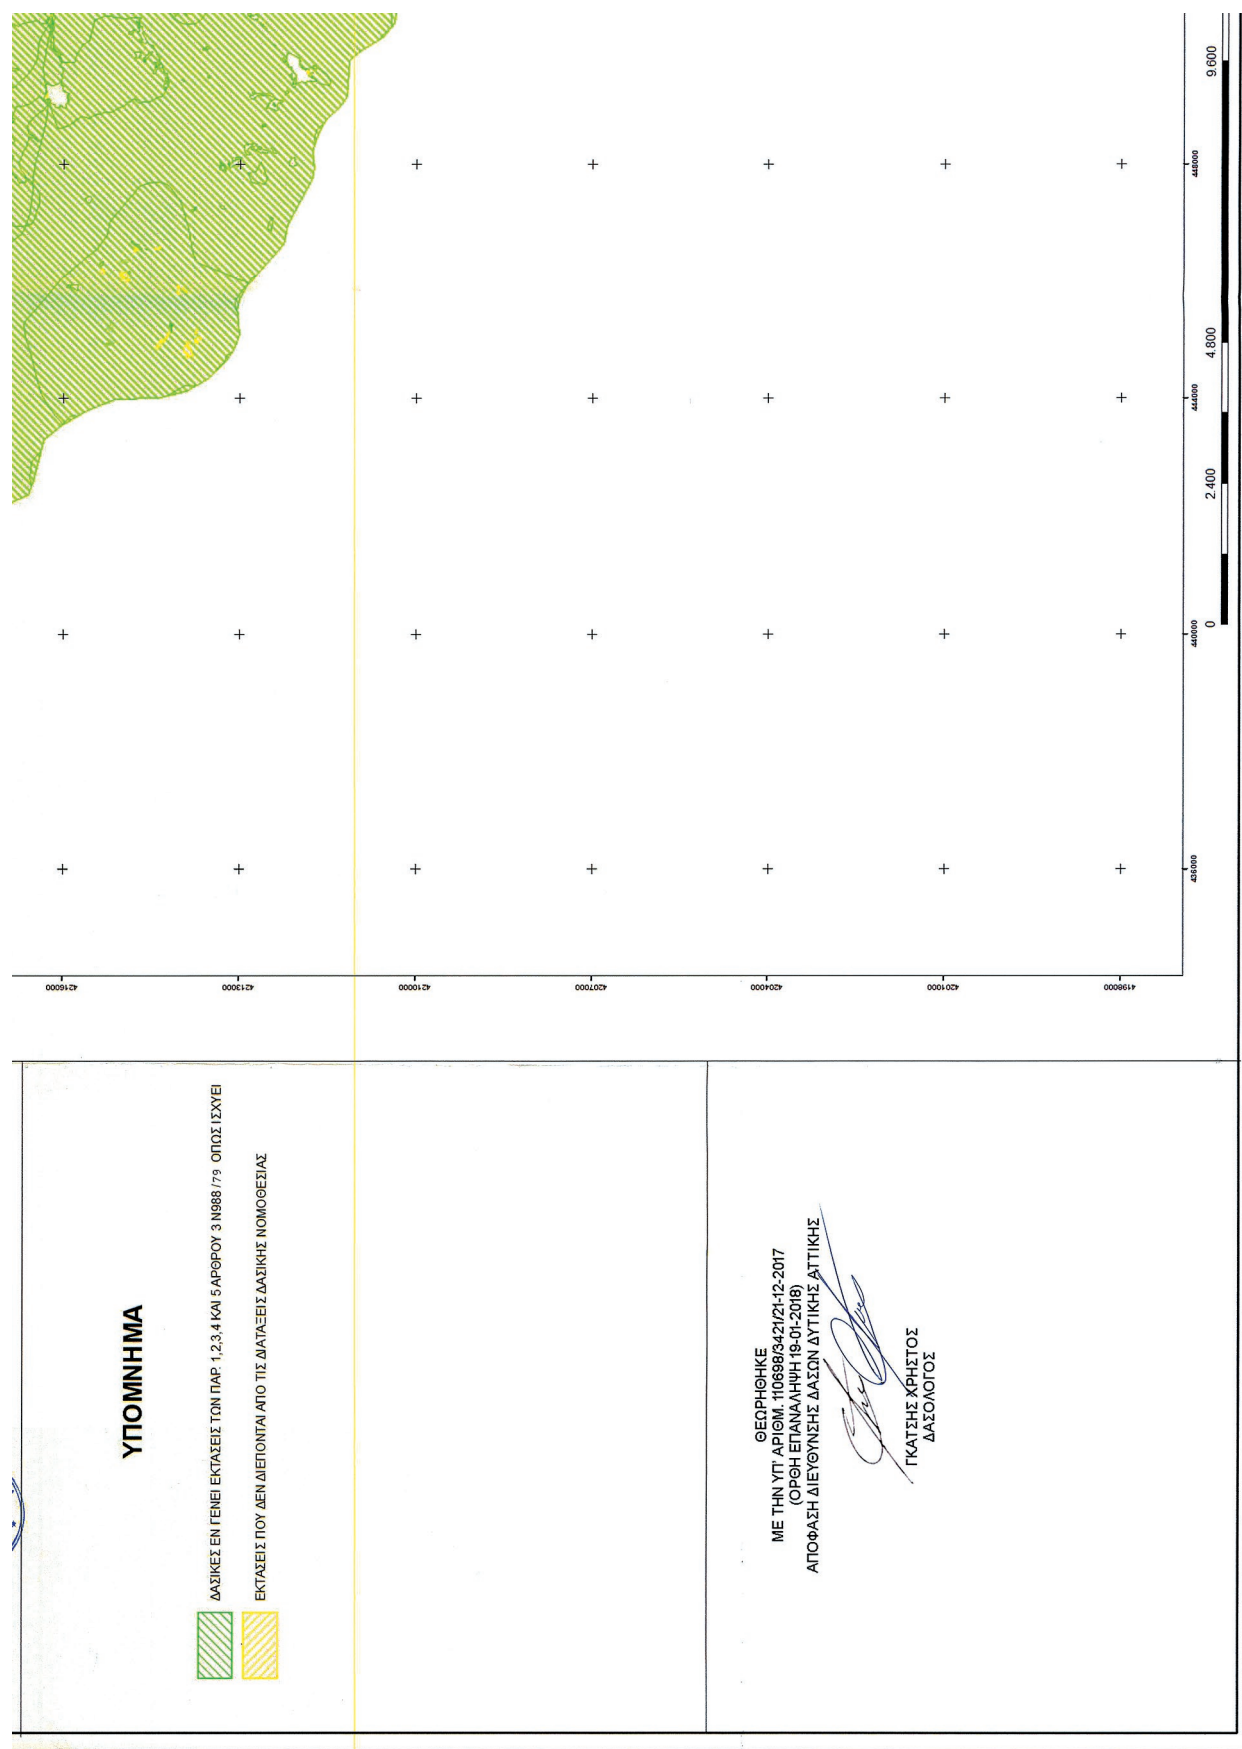 9.600
4.800
2.400
0
448000
444000
440000
436000
4216000
4213000
4210000
4207000
4204000
4201000
4198000
ΥΠΟΜΝΗΜΑ
ΔΑΣΙΚΕΣ ΕΝ ΓΕΝΕΙ ΕΚΤΑΣΕΙΣ ΤΩΝ ΠΑΡ. 1,2,3,4 ΚΑΙ 5 ΑΡΘΡΟΥ 3 Ν988/79 ΟΠΩΣ ΙΣΧΥΕΙ
ΕΚΤΑΣΕΙΣ ΠΟΥ ΔΕΝ ΔΙΕΠΟΝΤΑΙ ΑΠΟ ΤΙΣ ΔΙΑΤΑΞΕΙΣ ΔΑΣΙΚΗΣ ΝΟΜΟΘΕΣΙΑΣ
ΘΕΩΡΗΘΗΚΕ
ΜΕ ΤΗΝ ΥΠ' ΑΡΙΘΜ. 110698/3421/21-12-2017
(ΟΡΘΗ ΕΠΑΝΑΛΗΨΗ 19-01-2018)
ΑΠΟΦΑΣΗ ΔΙΕΥΘΥΝΣΗΣ ΔΑΣΩΝ ΔΥΤΙΚΗΣ ΑΤΤΙΚΗΣ
ΓΚΑΤΣΗΣ ΧΡΗΣΤΟΣ
ΔΑΣΟΛΟΓΟΣ